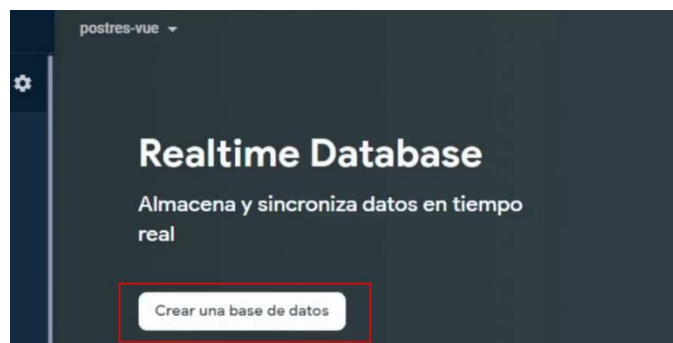 postres-vue
Realtime Database
Almacena y sincroniza datos en tiempo
real
Crear una base de datos